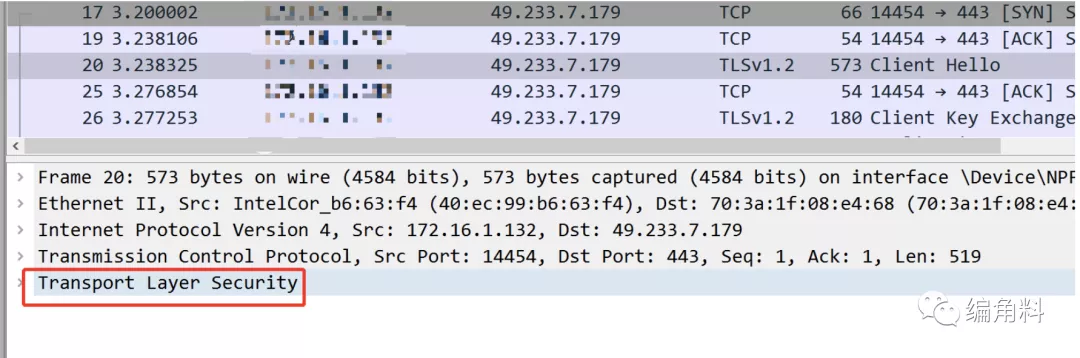 17 3.200002 49.233.7.179 TCP 66 14454 → 443 [SYN] S
19 3.238106 49.233.7.179 TCP 54 14454 → 443 [ACK] S
20 3.238325 49.233.7.179 TLSv1.2 573 Client Hello
25 3.276854 49.233.7.179 TCP 54 14454 → 443 [ACK] S
26 3.277253 49.233.7.179 TLSv1.2 180 Client Key Exchange
Frame 20: 573 bytes on wire (4584 bits), 573 bytes captured (4584 bits) on interface \Device\NPF
Ethernet II, Src: IntelCor_b6:63:f4 (40:ec:99:b6:63:f4), Dst: 70:3a:1f:08:e4:68 (70:3a:1f:08:e4:
Internet Protocol Version 4, Src: 172.16.1.132, Dst: 49.233.7.179
Transmission Control Protocol, Src Port: 14454, Dst Port: 443, Seq: 1, Ack: 1, Len: 519
Transport Layer Security
编角料